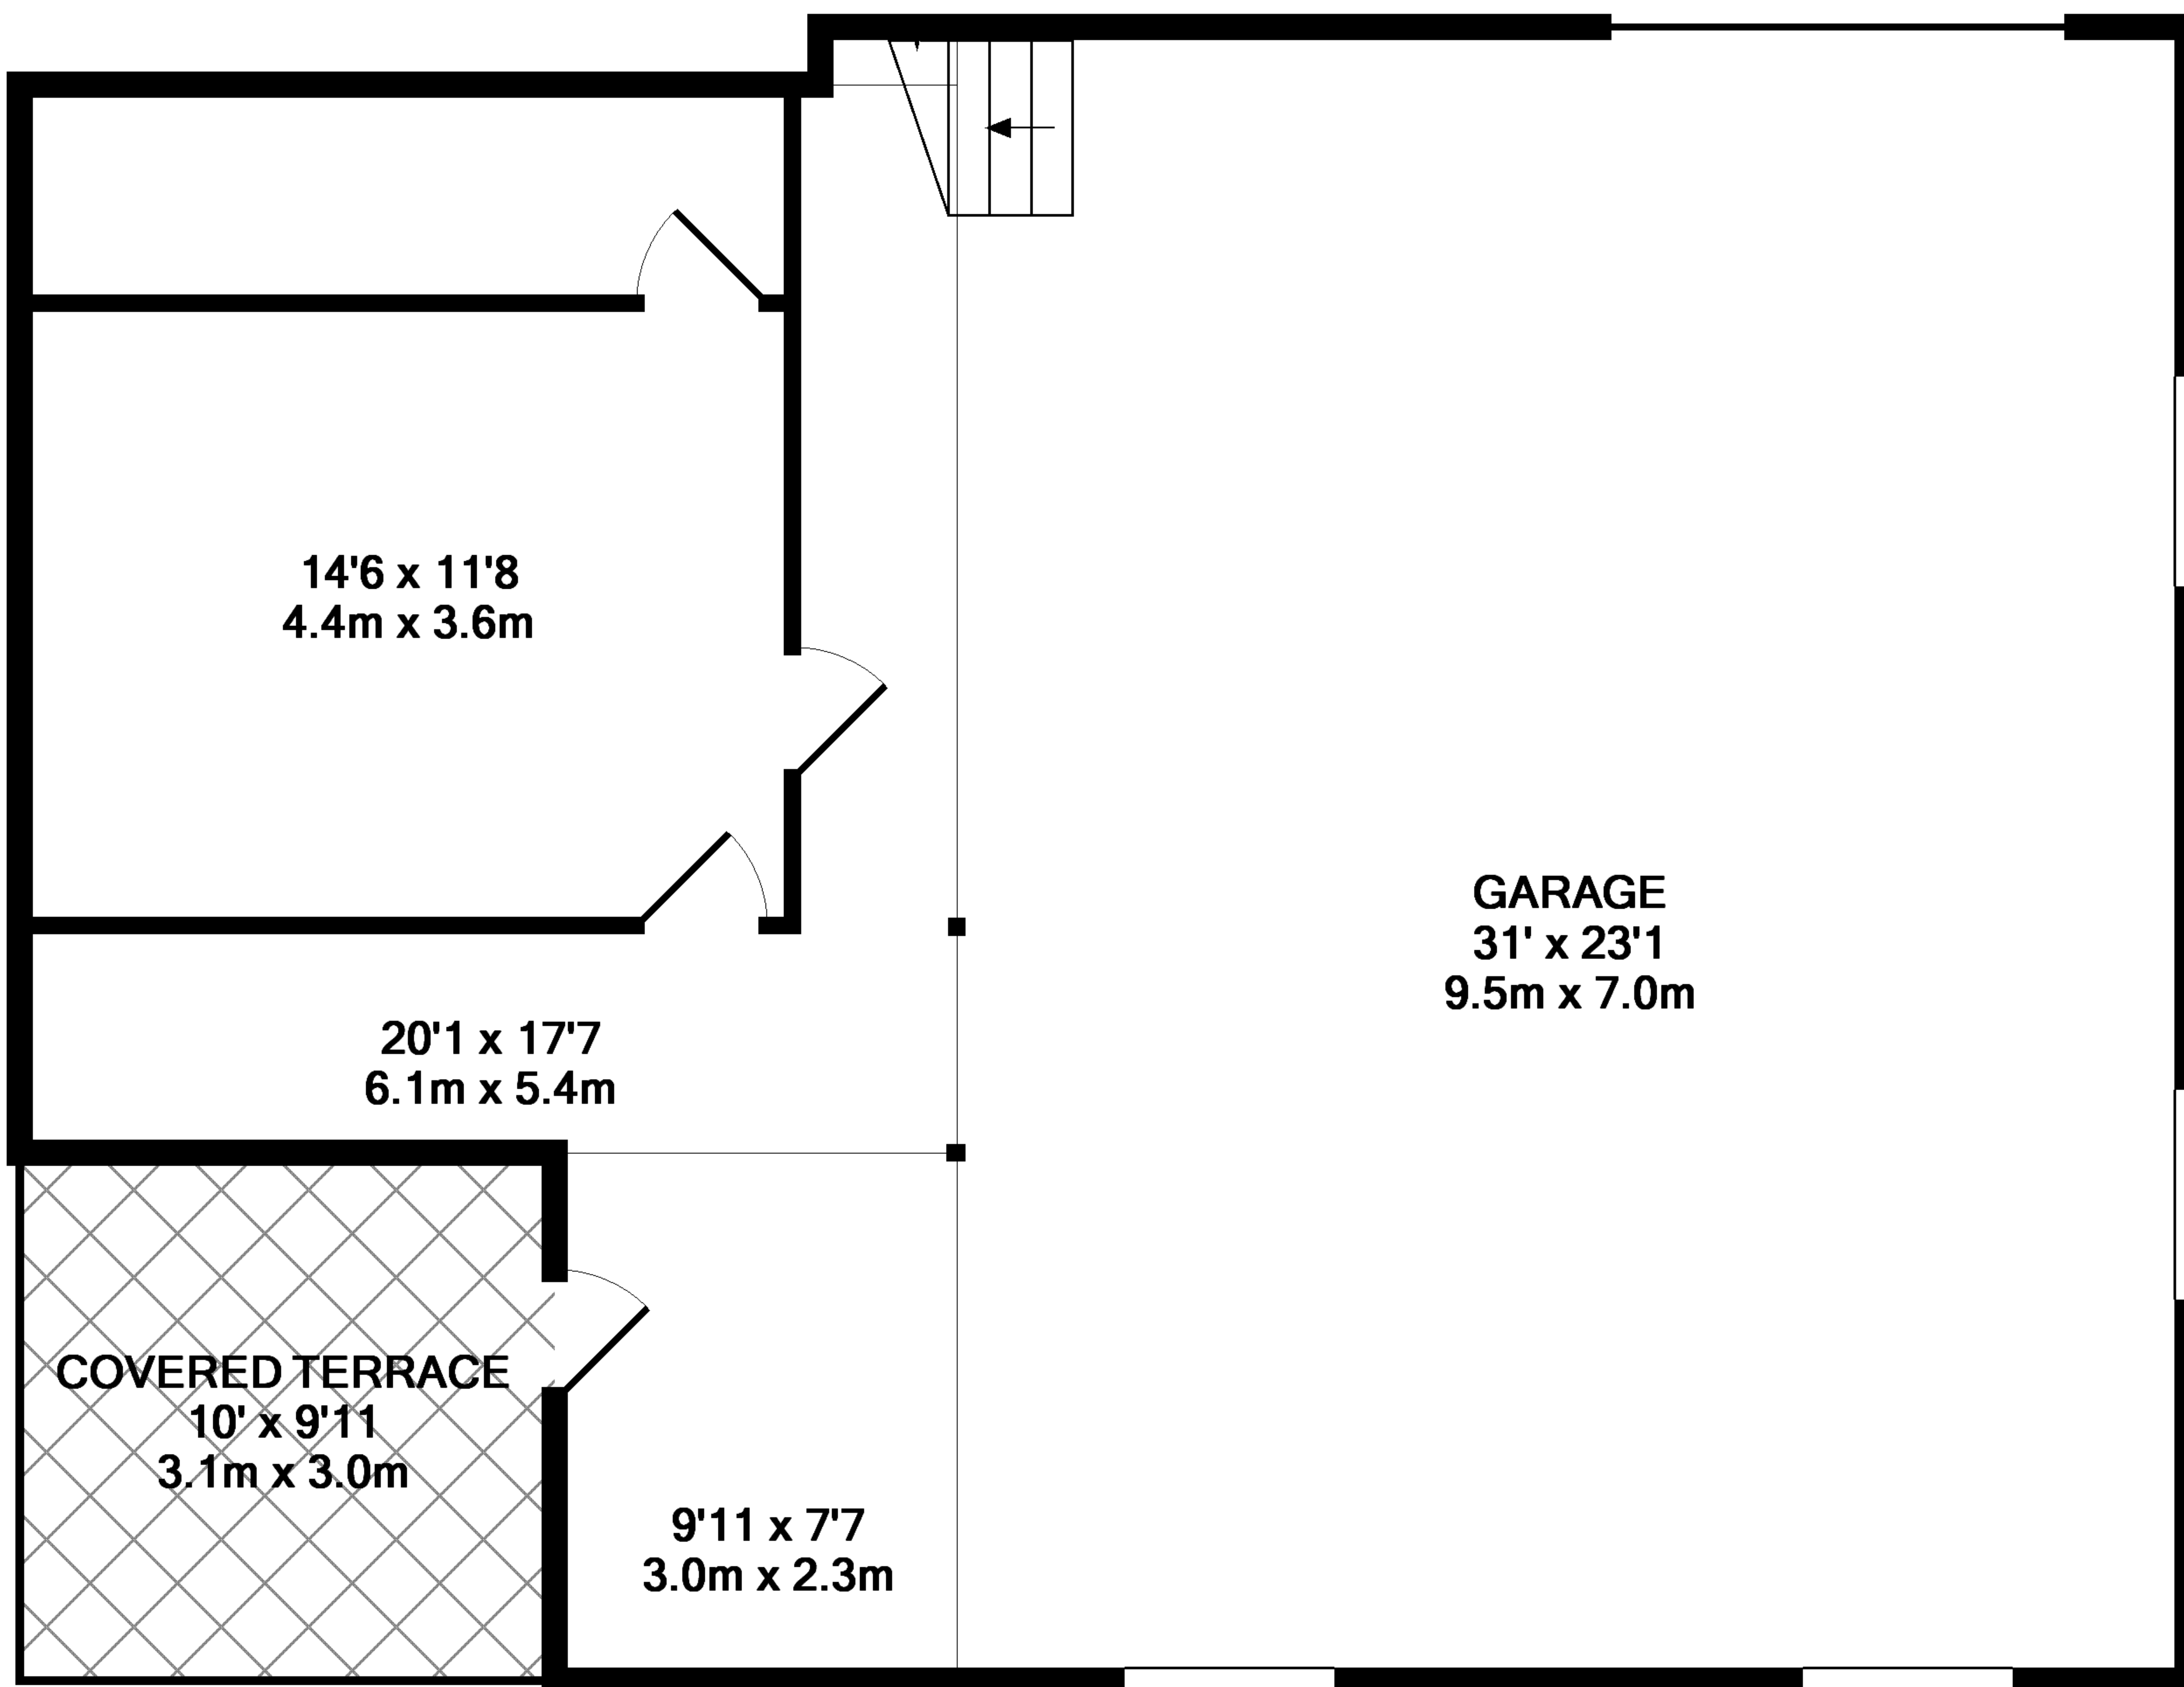 14'6 x 11'8
4.4m x 3.6m
GARAGE
31' x 23'1
9.5m x 7.0m
20'1 x 17'7
6.1m x 5.4m
COVERED TERRACE
10' x 9'11
3.1m x 3.0m
9'11 x 7'7
3.0m x 2.3m